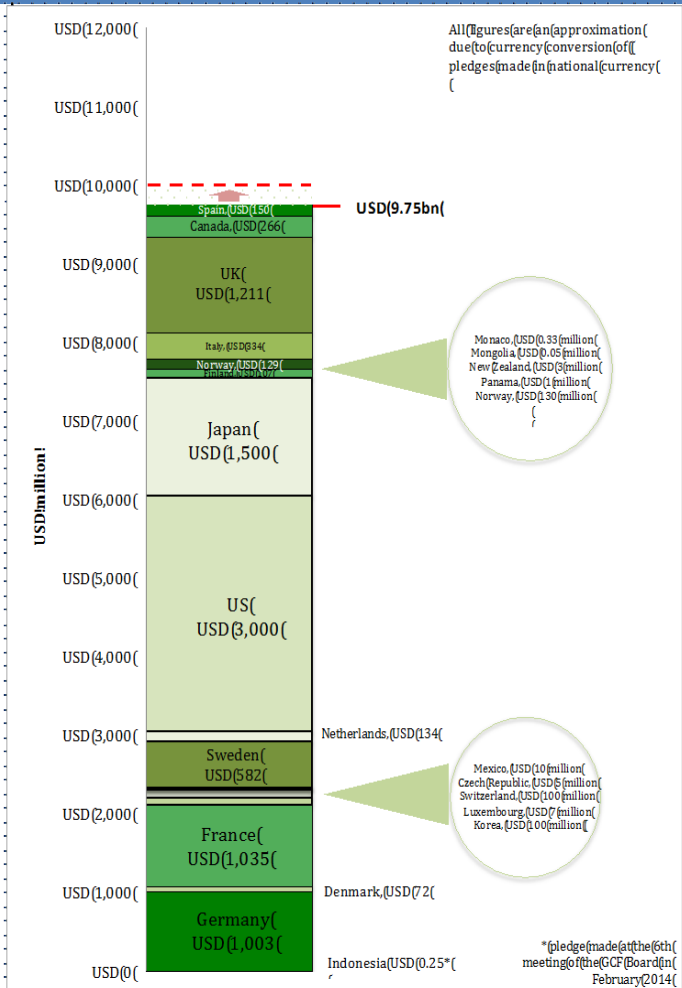 USD(12,000(
USD(11,000(
USD(10,000(
USD(9,000(
USD(8,000(
USD(7,000(
USD(6,000(
USD(5,000(
USD(4,000(
USD(3,000(
USD(2,000(
USD(1,000(
USD(0(
USD!million!
All(figures(are(an(approximation(
due(to(currency(conversion(of([
pledges(made(in(national(currency(
(
USD(9.75bn(
Spain,(USD(150(
Canada,(USD(266(
UK(
USD(1,211(
Italy,(USD(334(
Norway,(USD(129(
Finland,(USD(107(
Japan(
USD(1,500(
US(
USD(3,000(
Netherlands,(USD(134(
Sweden(
USD(582(
France(
USD(1,035(
Denmark,(USD(72(
Germany(
USD(1,003(
Indonesia(USD(0.25*(
(
Monaco,(USD(0.33(million(
Mongolia,(USD(0.05(million(
New(Zealand,(USD(3(million(
Panama,(USD(1(million(
Norway,(USD(130(million(
(
(
Mexico,(USD(10(million(
Czech(Republic,(USD(5(million(
Switzerland,(USD(100(million(
Luxembourg,(USD(7(million(
Korea,(USD(100(million([
*(pledge(made(at(the(6th(
meeting(of(the(GCF(Board(in(
February(2014(